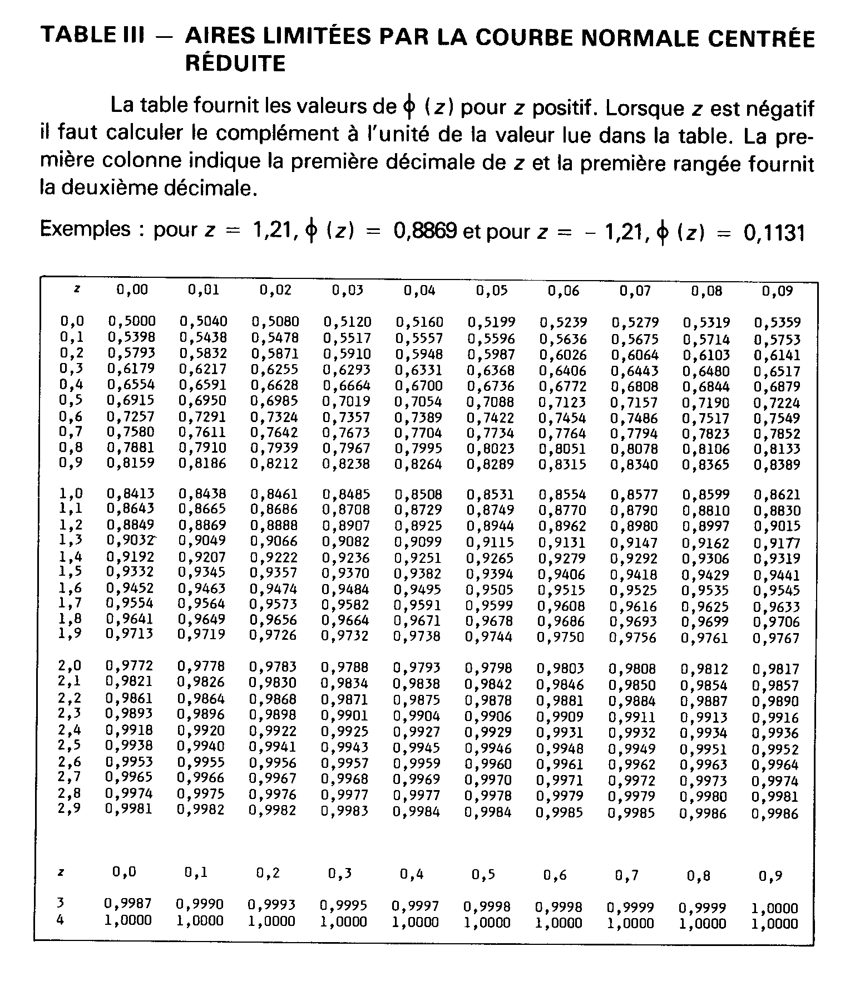 TABLE III — AIRES LIMITÉES PAR LA COURBE NORMALE CENTRÉE
RÉDUITE
La table fournit les valeurs de ϕ (z) pour z positif. Lorsque z est négatif
il faut calculer le complément à l'unité de la valeur lue dans la table. La pre-
mière colonne indique la première décimale de z et la première rangée fournit
la deuxième décimale.
Exemples : pour z = 1,21, ϕ (z) = 0,8869 et pour z = – 1,21, ϕ (z) = 0,1131
z 0,00 0,01 0,02 0,03 0,04 0,05 0,06 0,07 0,08 0,09
0,0 0,5000 0,5040 0,5080 0,5120 0,5160 0,5199 0,5239 0,5279 0,5319 0,5359
0,1 0,5398 0,5438 0,5478 0,5517 0,5557 0,5596 0,5636 0,5675 0,5714 0,5753
0,2 0,5793 0,5832 0,5871 0,5910 0,5948 0,5987 0,6026 0,6064 0,6103 0,6141
0,3 0,6179 0,6217 0,6255 0,6293 0,6331 0,6368 0,6406 0,6443 0,6480 0,6517
0,4 0,6554 0,6591 0,6628 0,6664 0,6700 0,6736 0,6772 0,6808 0,6844 0,6879
0,5 0,6915 0,6950 0,6985 0,7019 0,7054 0,7088 0,7123 0,7157 0,7190 0,7224
0,6 0,7257 0,7291 0,7324 0,7357 0,7389 0,7422 0,7454 0,7486 0,7517 0,7549
0,7 0,7580 0,7611 0,7642 0,7673 0,7704 0,7734 0,7764 0,7794 0,7823 0,7852
0,8 0,7881 0,7910 0,7939 0,7967 0,7995 0,8023 0,8051 0,8078 0,8106 0,8133
0,9 0,8159 0,8186 0,8212 0,8238 0,8264 0,8289 0,8315 0,8340 0,8365 0,8389
1,0 0,8413 0,8438 0,8461 0,8485 0,8508 0,8531 0,8554 0,8577 0,8599 0,8621
1,1 0,8643 0,8665 0,8686 0,8708 0,8729 0,8749 0,8770 0,8790 0,8810 0,8830
1,2 0,8849 0,8869 0,8888 0,8907 0,8925 0,8944 0,8962 0,8980 0,8997 0,9015
1,3 0,9032 0,9049 0,9066 0,9082 0,9099 0,9115 0,9131 0,9147 0,9162 0,9177
1,4 0,9192 0,9207 0,9222 0,9236 0,9251 0,9265 0,9279 0,9292 0,9306 0,9319
1,5 0,9332 0,9345 0,9357 0,9370 0,9382 0,9394 0,9406 0,9418 0,9429 0,9441
1,6 0,9452 0,9463 0,9474 0,9484 0,9495 0,9505 0,9515 0,9525 0,9535 0,9545
1,7 0,9554 0,9564 0,9573 0,9582 0,9591 0,9599 0,9608 0,9616 0,9625 0,9633
1,8 0,9641 0,9649 0,9656 0,9664 0,9671 0,9678 0,9686 0,9693 0,9699 0,9706
1,9 0,9713 0,9719 0,9726 0,9732 0,9738 0,9744 0,9750 0,9756 0,9761 0,9767
2,0 0,9772 0,9778 0,9783 0,9788 0,9793 0,9798 0,9803 0,9808 0,9812 0,9817
2,1 0,9821 0,9826 0,9830 0,9834 0,9838 0,9842 0,9846 0,9850 0,9854 0,9857
2,2 0,9861 0,9864 0,9868 0,9871 0,9875 0,9878 0,9881 0,9884 0,9887 0,9890
2,3 0,9893 0,9896 0,9898 0,9901 0,9904 0,9906 0,9909 0,9911 0,9913 0,9916
2,4 0,9918 0,9920 0,9922 0,9925 0,9927 0,9929 0,9931 0,9932 0,9934 0,9936
2,5 0,9938 0,9940 0,9941 0,9943 0,9945 0,9946 0,9948 0,9949 0,9951 0,9952
2,6 0,9953 0,9955 0,9956 0,9957 0,9959 0,9960 0,9961 0,9962 0,9963 0,9964
2,7 0,9965 0,9966 0,9967 0,9968 0,9969 0,9970 0,9971 0,9972 0,9973 0,9974
2,8 0,9974 0,9975 0,9976 0,9977 0,9977 0,9978 0,9979 0,9979 0,9980 0,9981
2,9 0,9981 0,9982 0,9982 0,9983 0,9984 0,9984 0,9985 0,9985 0,9986 0,9986
z 0,0 0,1 0,2 0,3 0,4 0,5 0,6 0,7 0,8 0,9
3 0,9987 0,9990 0,9993 0,9995 0,9997 0,9998 0,9998 0,9999 0,9999 1,0000
4 1,0000 1,0000 1,0000 1,0000 1,0000 1,0000 1,0000 1,0000 1,0000 1,0000